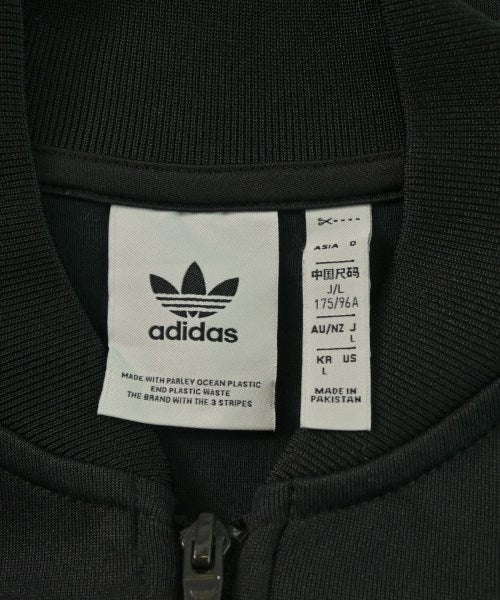 adidas
MADE WITH PARLEY OCEAN PLASTIC
END PLASTIC WASTE
THE BRAND WITH THE 3 STRIPES
ASIA D
中国尺码
J/L
175/96A
AU/NZ J
L
KR US
L
MADE IN
PAKISTAN